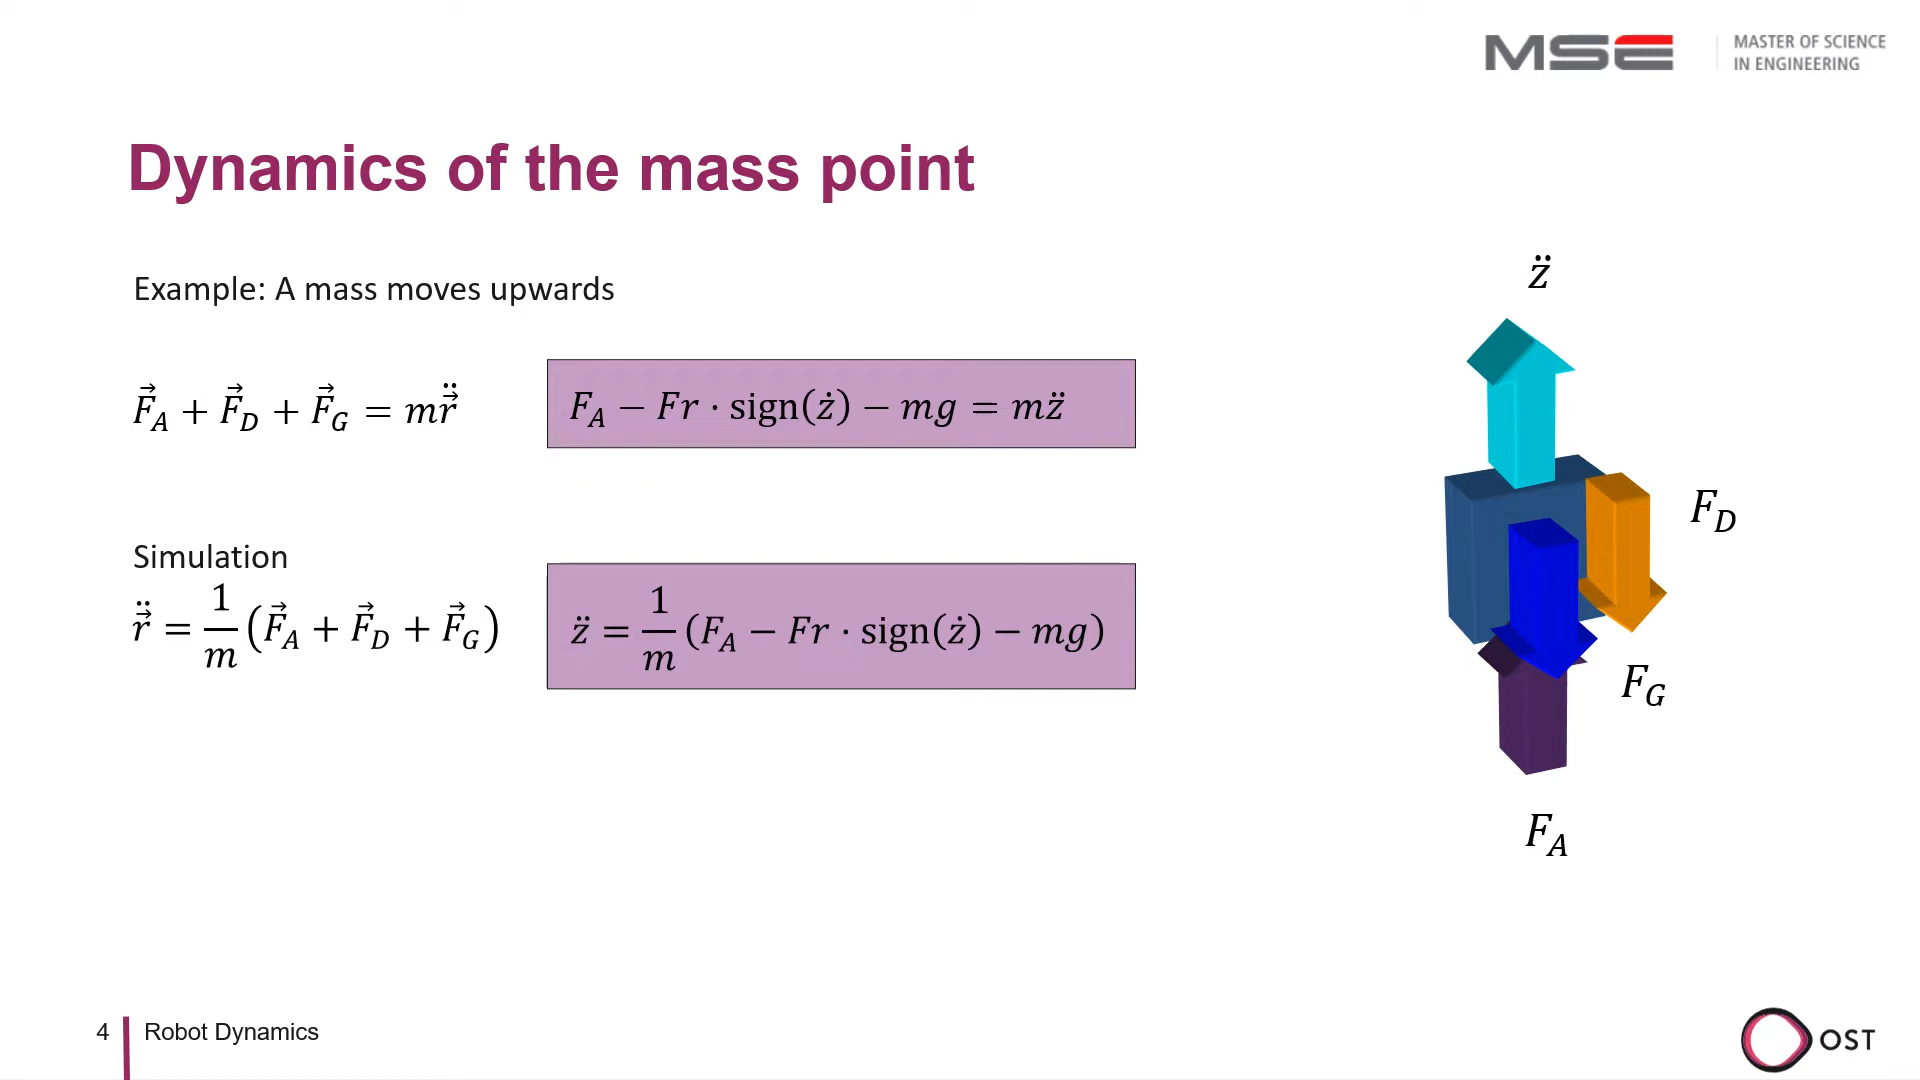 MSE
MASTER OF SCIENCE
IN ENGINEERING
Dynamics of the mass point
Example: A mass moves upwards
F⃗_A + F⃗_D + F⃗_G = m r⃗̈
F_A − Fr · sign(ż) − mg = mz̈
Simulation
r⃗̈ = 1/m (F⃗_A + F⃗_D + F⃗_G)
z̈ = 1/m (F_A − Fr · sign(ż) − mg)
z̈
F_D
F_G
F_A
4
Robot Dynamics
OST